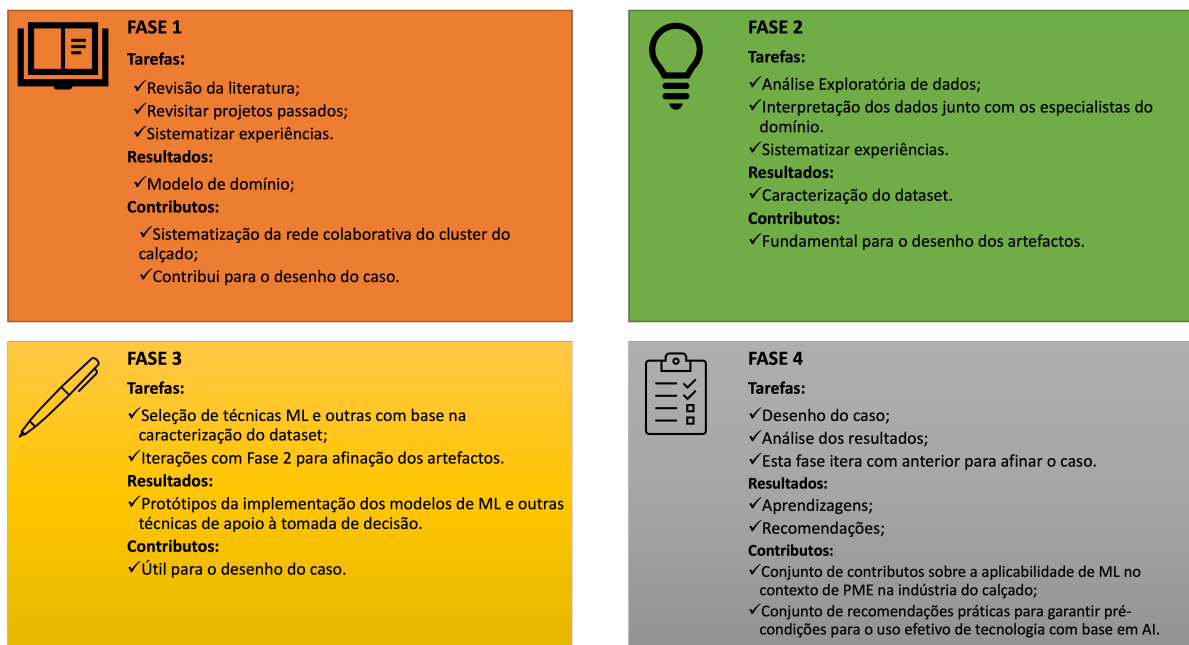 FASE 1
Tarefas:
✓Revisão da literatura;
✓Revisitar projetos passados;
✓Sistematizar experiências.
Resultados:
✓Modelo de domínio;
Contributos:
✓Sistematização da rede colaborativa do cluster do
calçado;
✓Contribui para o desenho do caso.
FASE 2
Tarefas:
✓Análise Exploratória de dados;
✓Interpretação dos dados junto com os especialistas do
domínio.
✓Sistematizar experiências.
Resultados:
✓Caracterização do dataset.
Contributos:
✓Fundamental para o desenho dos artefactos.
FASE 3
Tarefas:
✓Seleção de técnicas ML e outras com base na
caracterização do dataset;
✓Iterações com Fase 2 para afinação dos artefactos.
Resultados:
✓Protótipos da implementação dos modelos de ML e outras
técnicas de apoio à tomada de decisão.
Contributos:
✓Útil para o desenho do caso.
FASE 4
Tarefas:
✓Desenho do caso;
✓Análise dos resultados;
✓Esta fase itera com anterior para afinar o caso.
Resultados:
✓Aprendizagens;
✓Recomendações;
Contributos:
✓Conjunto de contributos sobre a aplicabilidade de ML no
contexto de PME na indústria do calçado;
✓Conjunto de recomendações práticas para garantir pré-
condições para o uso efetivo de tecnologia com base em AI.